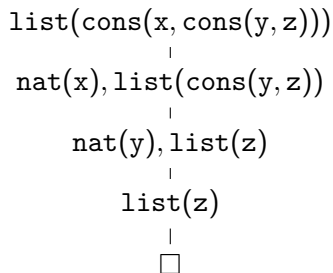 list(cons(x, cons(y, z)))
nat(x), list(cons(y, z))
nat(y), list(z)
list(z)
□